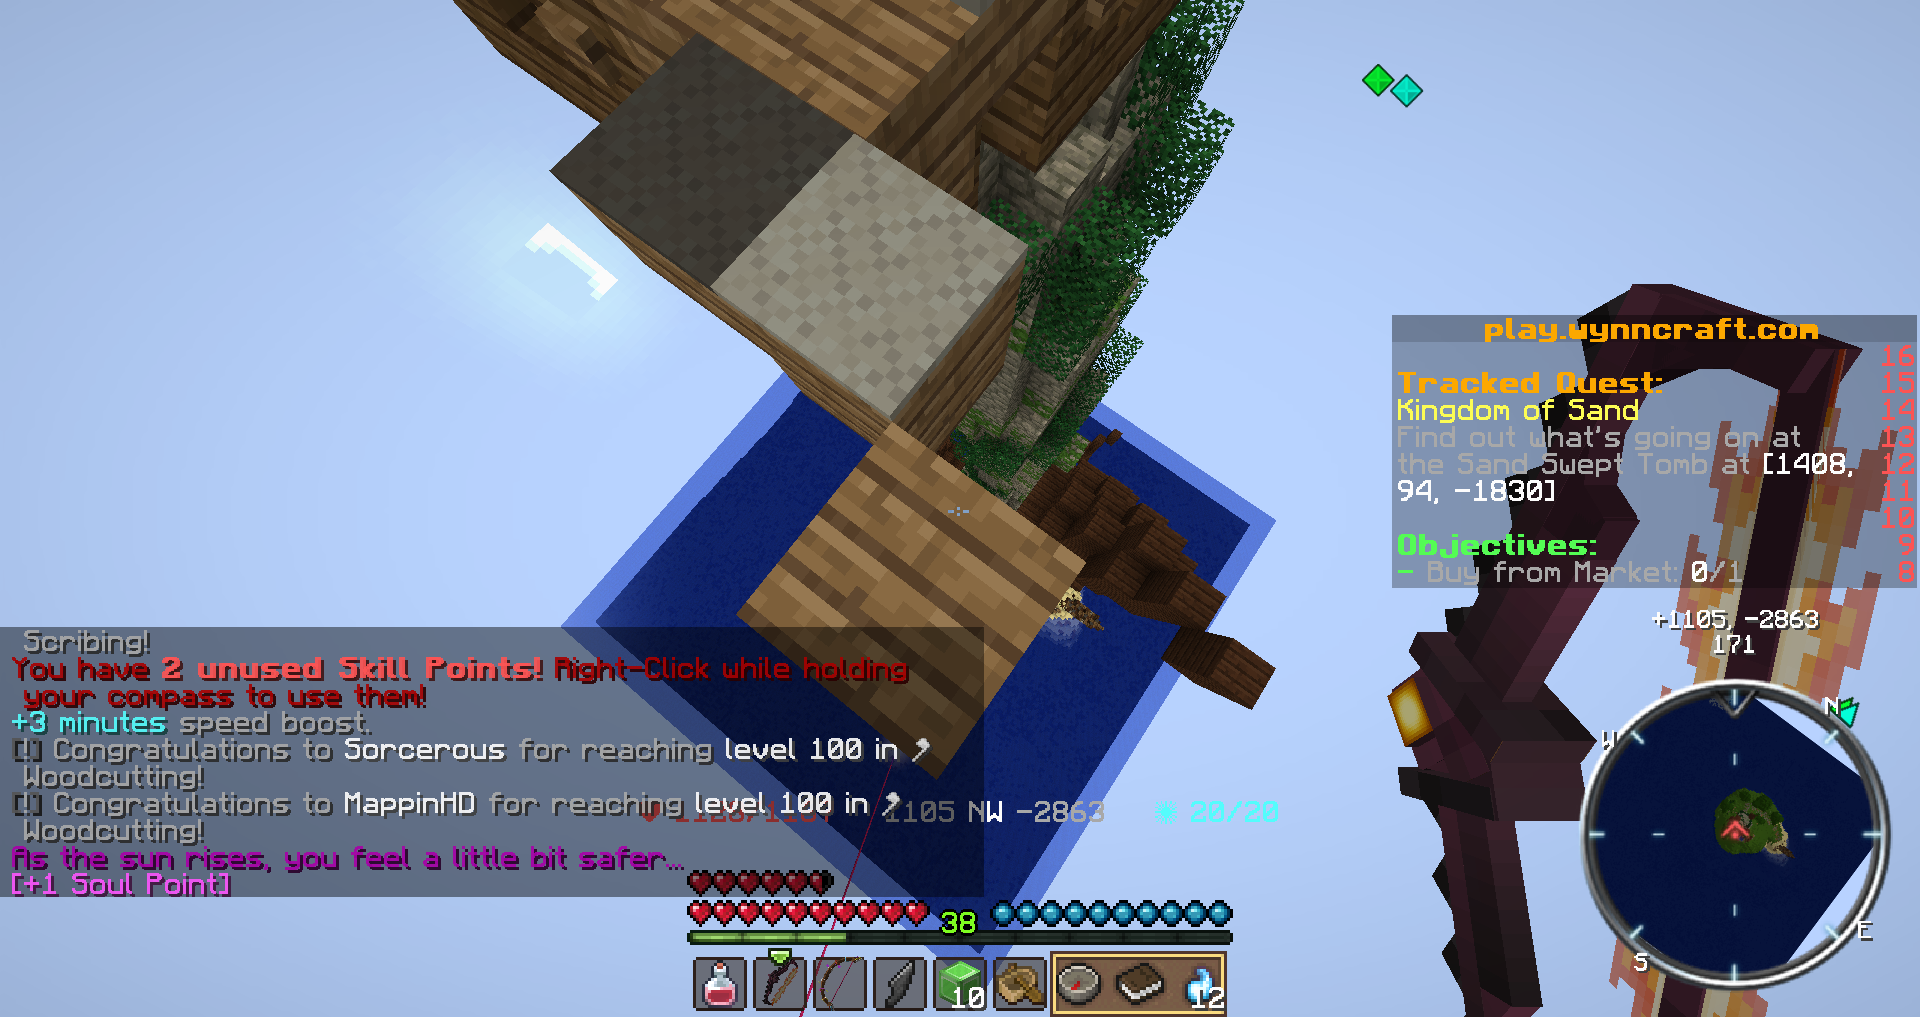 play.wynncraft.com
16
Tracked Quest: 15
Kingdom of Sand 14
Find out what's going on at 13
the Sand Swept Tomb at [1408, 12
94, -1830] 11
10
Objectives: 9
- Buy from Market: 0/1 8
+1105, -2863
171
N
W
E
S
Scribing!
You have 2 unused Skill Points! Right-Click while holding
your compass to use them!
+3 minutes speed boost.
[!] Congratulations to Sorcerous for reaching level 100 in
Woodcutting!
[!] Congratulations to MappinHD for reaching level 100 in
Woodcutting!
As the sun rises, you feel a little bit safer...
[+1 Soul Point]
1105 NW -2863
20/20
38
10
12